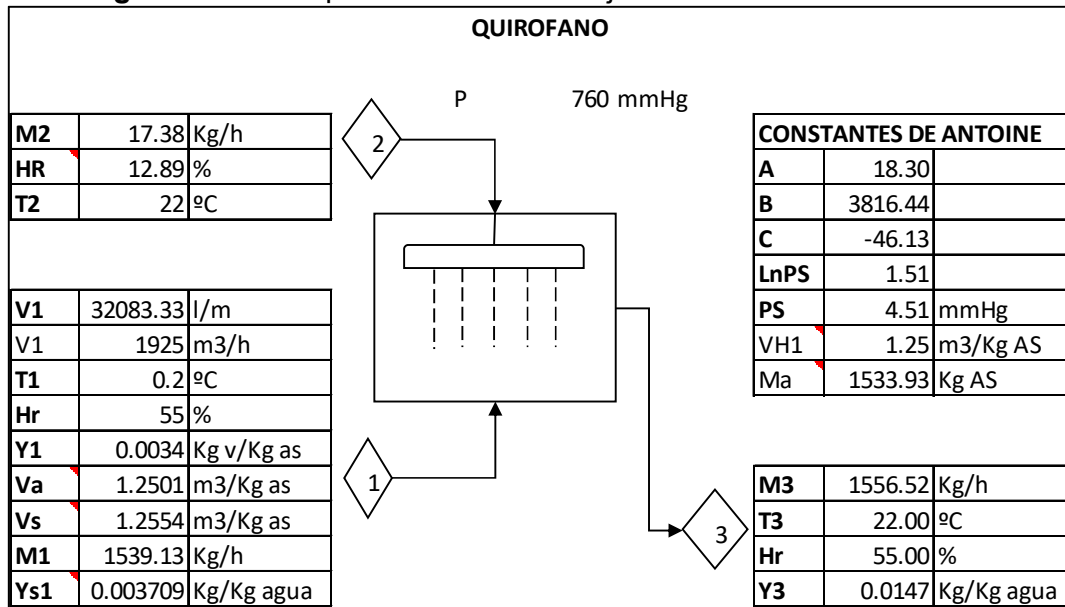 QUIROFANO
P 760 mmHg
M2 17.38 Kg/h
HR 12.89 %
T2 22 ºC
2
CONSTANTES DE ANTOINE
A 18.30
B 3816.44
C -46.13
LnPS 1.51
PS 4.51 mmHg
VH1 1.25 m3/Kg AS
Ma 1533.93 Kg AS
V1 32083.33 l/m
V1 1925 m3/h
T1 0.2 ºC
Hr 55 %
Y1 0.0034 Kg v/Kg as
Va 1.2501 m3/Kg as
Vs 1.2554 m3/Kg as
M1 1539.13 Kg/h
Ys1 0.003709 Kg/Kg agua
1
3
M3 1556.52 Kg/h
T3 22.00 ºC
Hr 55.00 %
Y3 0.0147 Kg/Kg agua